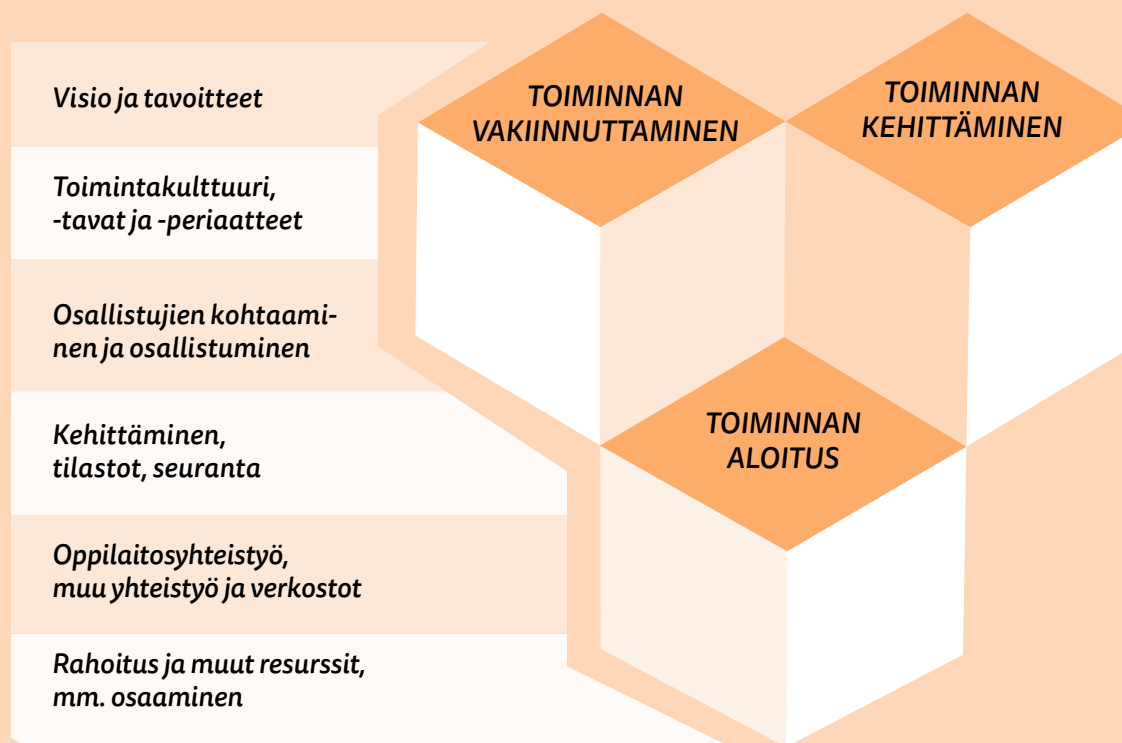 Visio ja tavoitteet
Toimintakulttuuri,
-tavat ja -periaatteet
Osallistujien kohtaami-
nen ja osallistuminen
Kehittäminen,
tilastot, seuranta
Oppilaitosyhteistyö,
muu yhteistyö ja verkostot
Rahoitus ja muut resurssit,
mm. osaaminen
TOIMINNAN
VAKIINNUTTAMINEN
TOIMINNAN
KEHITTÄMINEN
TOIMINNAN
ALOITUS